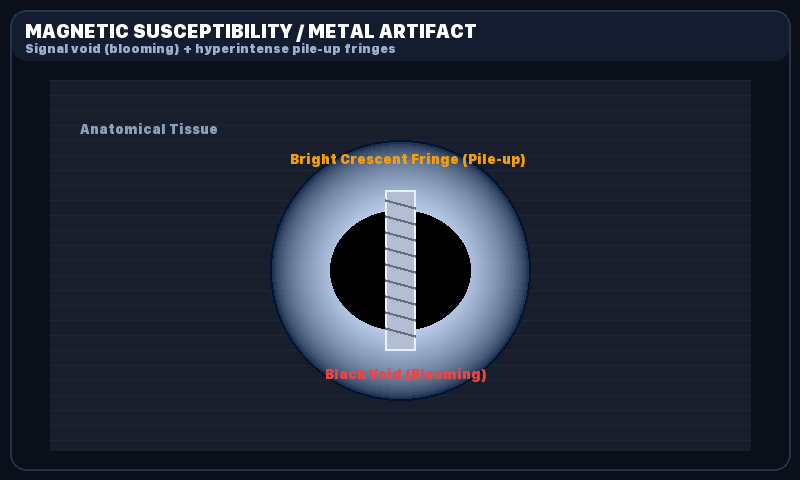 MAGNETIC SUSCEPTIBILITY / METAL ARTIFACT
Signal void (blooming) + hyperintense pile-up fringes
Anatomical Tissue
Bright Crescent Fringe (Pile-up)
Black Void (Blooming)